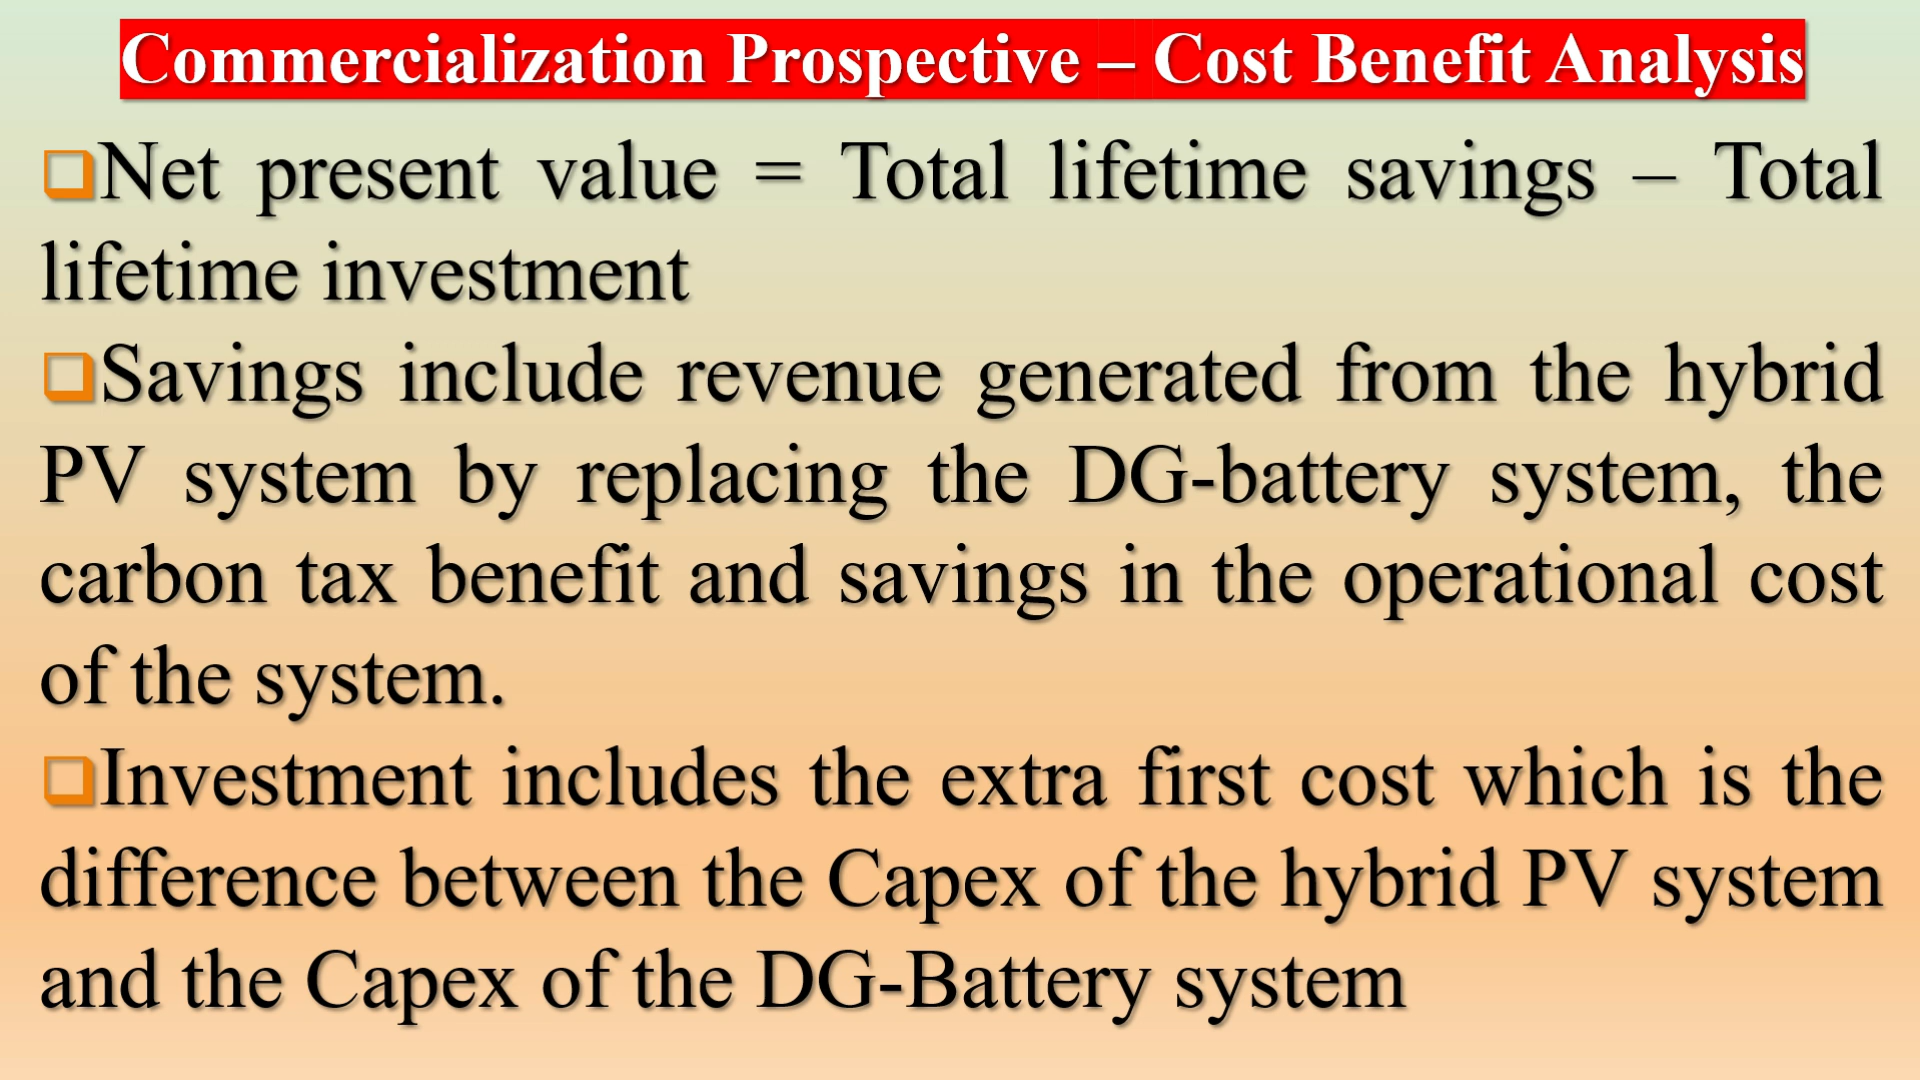 Commercialization Prospective – Cost Benefit Analysis
Net present value = Total lifetime savings – Total
lifetime investment
Savings include revenue generated from the hybrid
PV system by replacing the DG-battery system, the
carbon tax benefit and savings in the operational cost
of the system.
Investment includes the extra first cost which is the
difference between the Capex of the hybrid PV system
and the Capex of the DG-Battery system